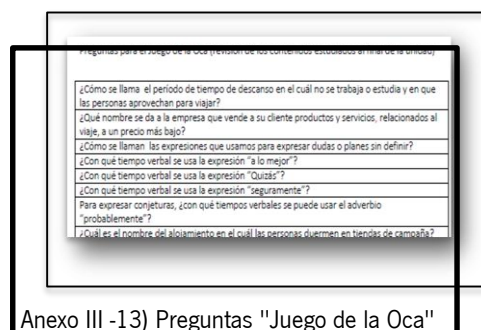 Preguntas para el Juego de la Oca (revisión de los contenidos estudiados al final de la unidad)
¿Cómo se llama el período de tiempo de descanso en el cuál no se trabaja o estudia y en que
las personas aprovechan para viajar?
¿Qué nombre se da a la empresa que vende a su cliente productos y servicios, relacionados al
viaje, a un precio más bajo?
¿Cómo se llaman las expresiones que usamos para expresar dudas o planes sin definir?
¿Con qué tiempo verbal se usa la expresión "a lo mejor"?
¿Con qué tiempo verbal se usa la expresión "Quizás"?
¿Con qué tiempo verbal se usa la expresión "seguramente"?
Para expresar conjeturas, ¿con qué tiempos verbales se puede usar el adverbio
"probablemente"?
¿Cuál es el nombre del alojamiento en el cuál las personas duermen en tiendas de campaña?
Anexo III -13) Preguntas "Juego de la Oca"